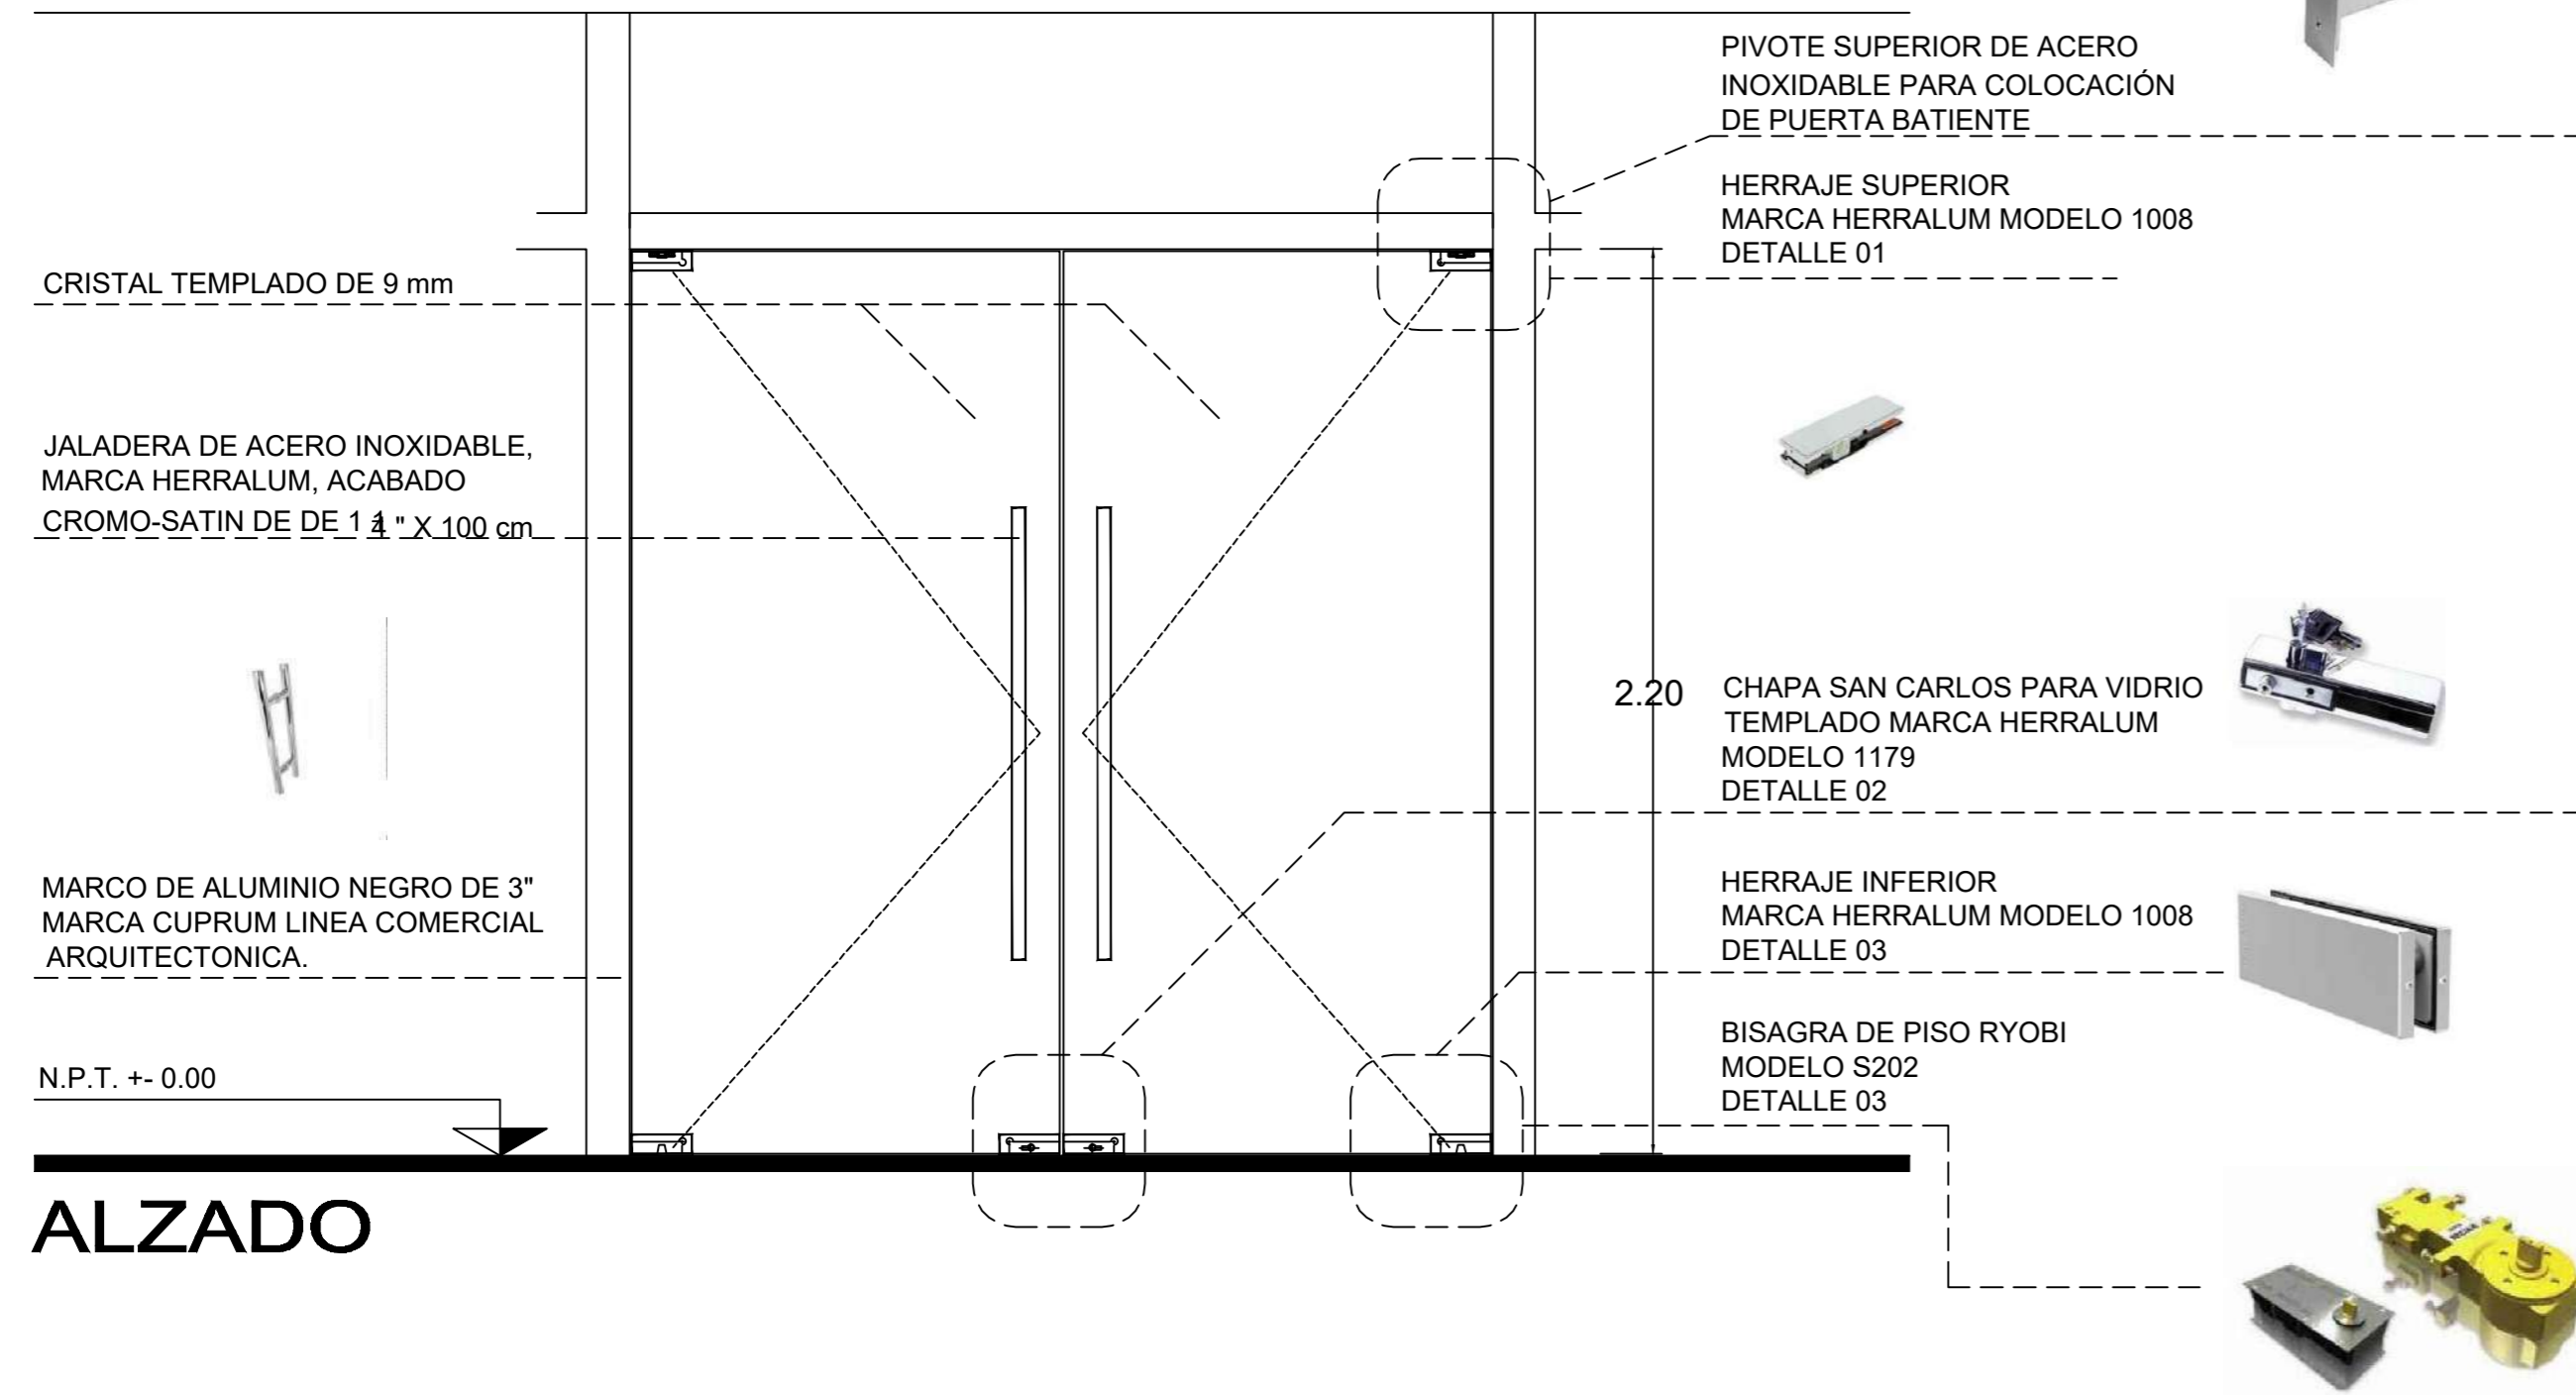 PIVOTE SUPERIOR DE ACERO
INOXIDABLE PARA COLOCACIÓN
DE PUERTA BATIENTE
HERRAJE SUPERIOR
MARCA HERRALUM MODELO 1008
DETALLE 01
CRISTAL TEMPLADO DE 9 mm
JALADERA DE ACERO INOXIDABLE,
MARCA HERRALUM, ACABADO
CROMO-SATIN DE DE 1 1/4 " X 100 cm
2.20
CHAPA SAN CARLOS PARA VIDRIO
TEMPLADO MARCA HERRALUM
MODELO 1179
DETALLE 02
MARCO DE ALUMINIO NEGRO DE 3"
MARCA CUPRUM LINEA COMERCIAL
ARQUITECTONICA.
HERRAJE INFERIOR
MARCA HERRALUM MODELO 1008
DETALLE 03
BISAGRA DE PISO RYOBI
MODELO S202
DETALLE 03
N.P.T. +- 0.00
ALZADO